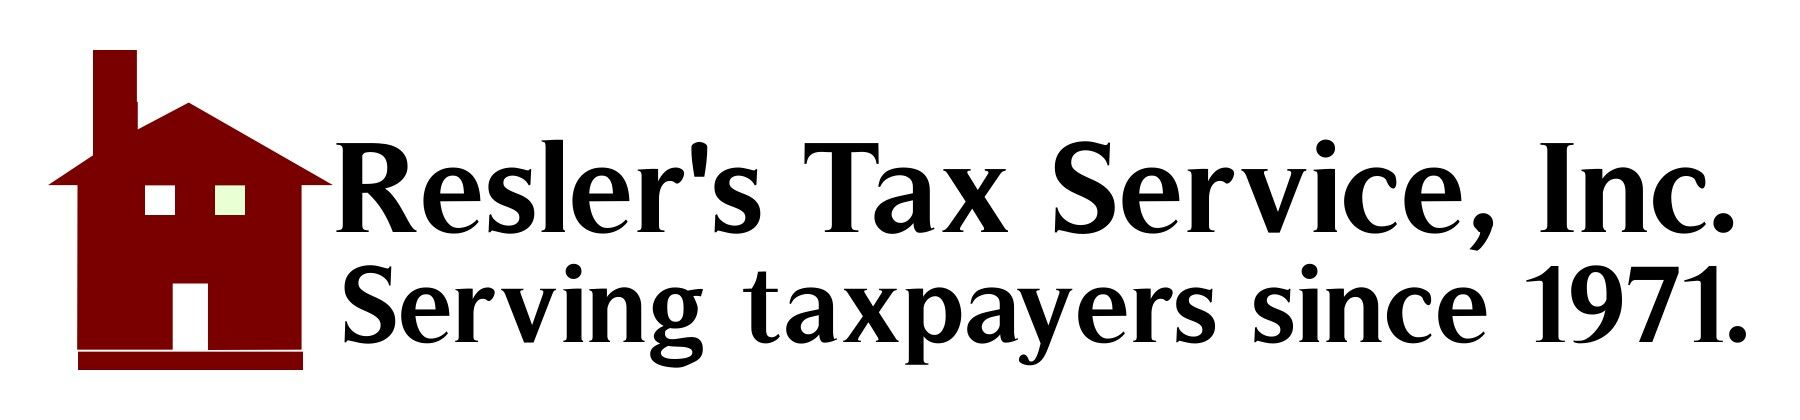 Resler's Tax Service, Inc.
Serving taxpayers since 1971.